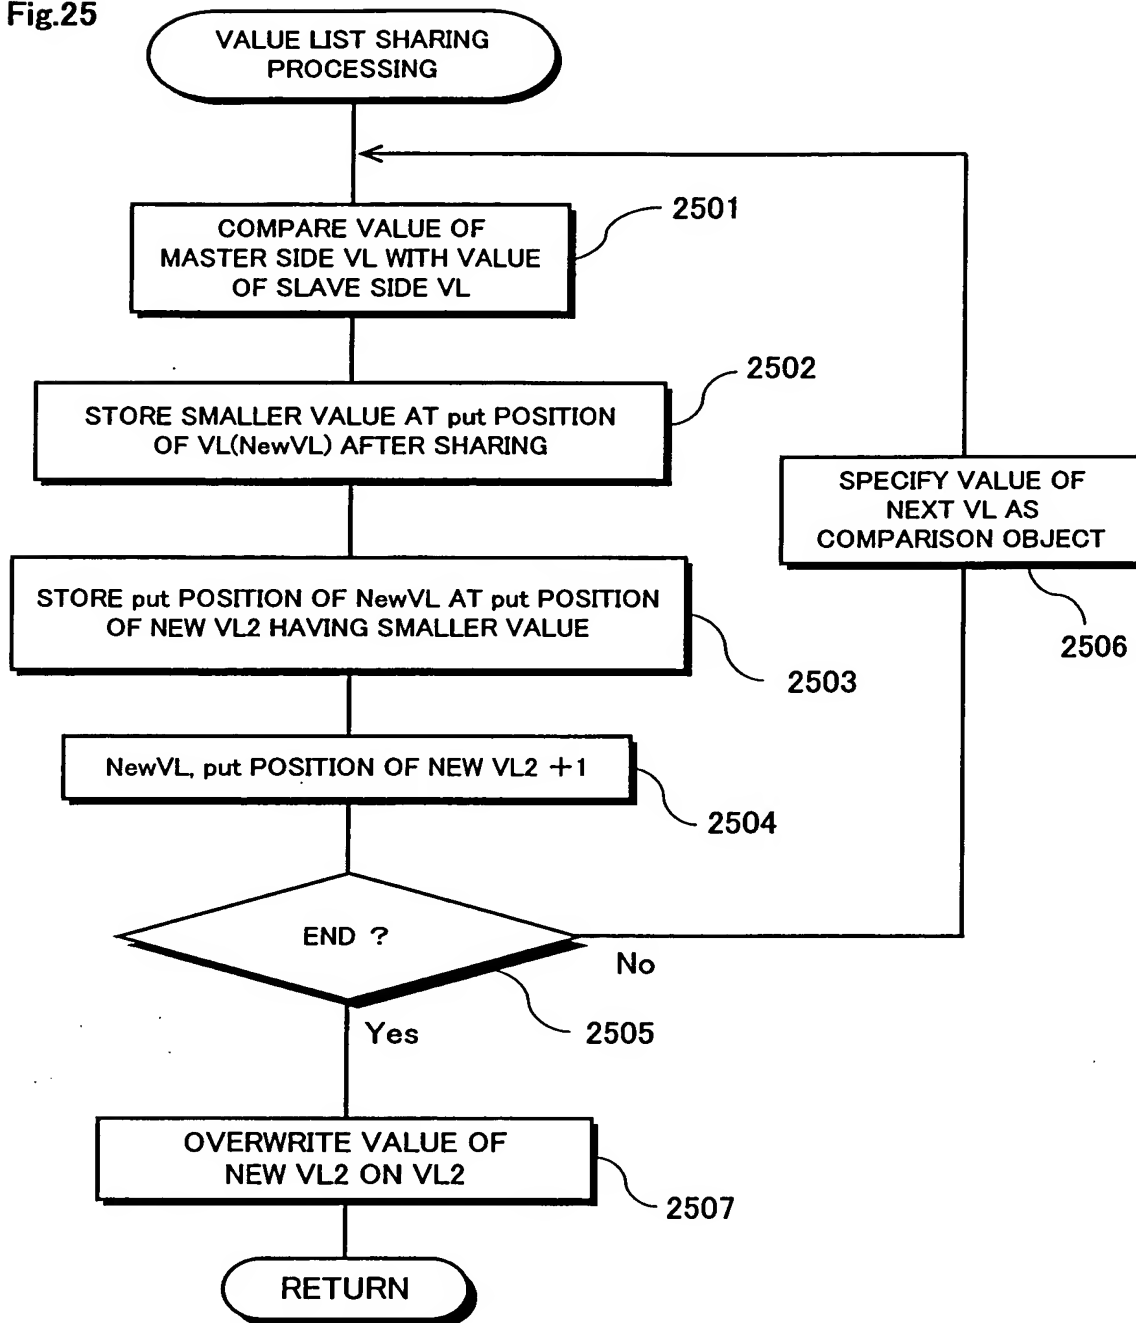 Fig.25
VALUE LIST SHARING
PROCESSING
COMPARE VALUE OF
MASTER SIDE VL WITH VALUE
OF SLAVE SIDE VL
2501
STORE SMALLER VALUE AT put POSITION
OF VL(NewVL) AFTER SHARING
2502
STORE put POSITION OF NewVL AT put POSITION
OF NEW VL2 HAVING SMALLER VALUE
2503
NewVL, put POSITION OF NEW VL2 +1
2504
END ?
No
Yes
2505
SPECIFY VALUE OF
NEXT VL AS
COMPARISON OBJECT
2506
OVERWRITE VALUE OF
NEW VL2 ON VL2
2507
RETURN